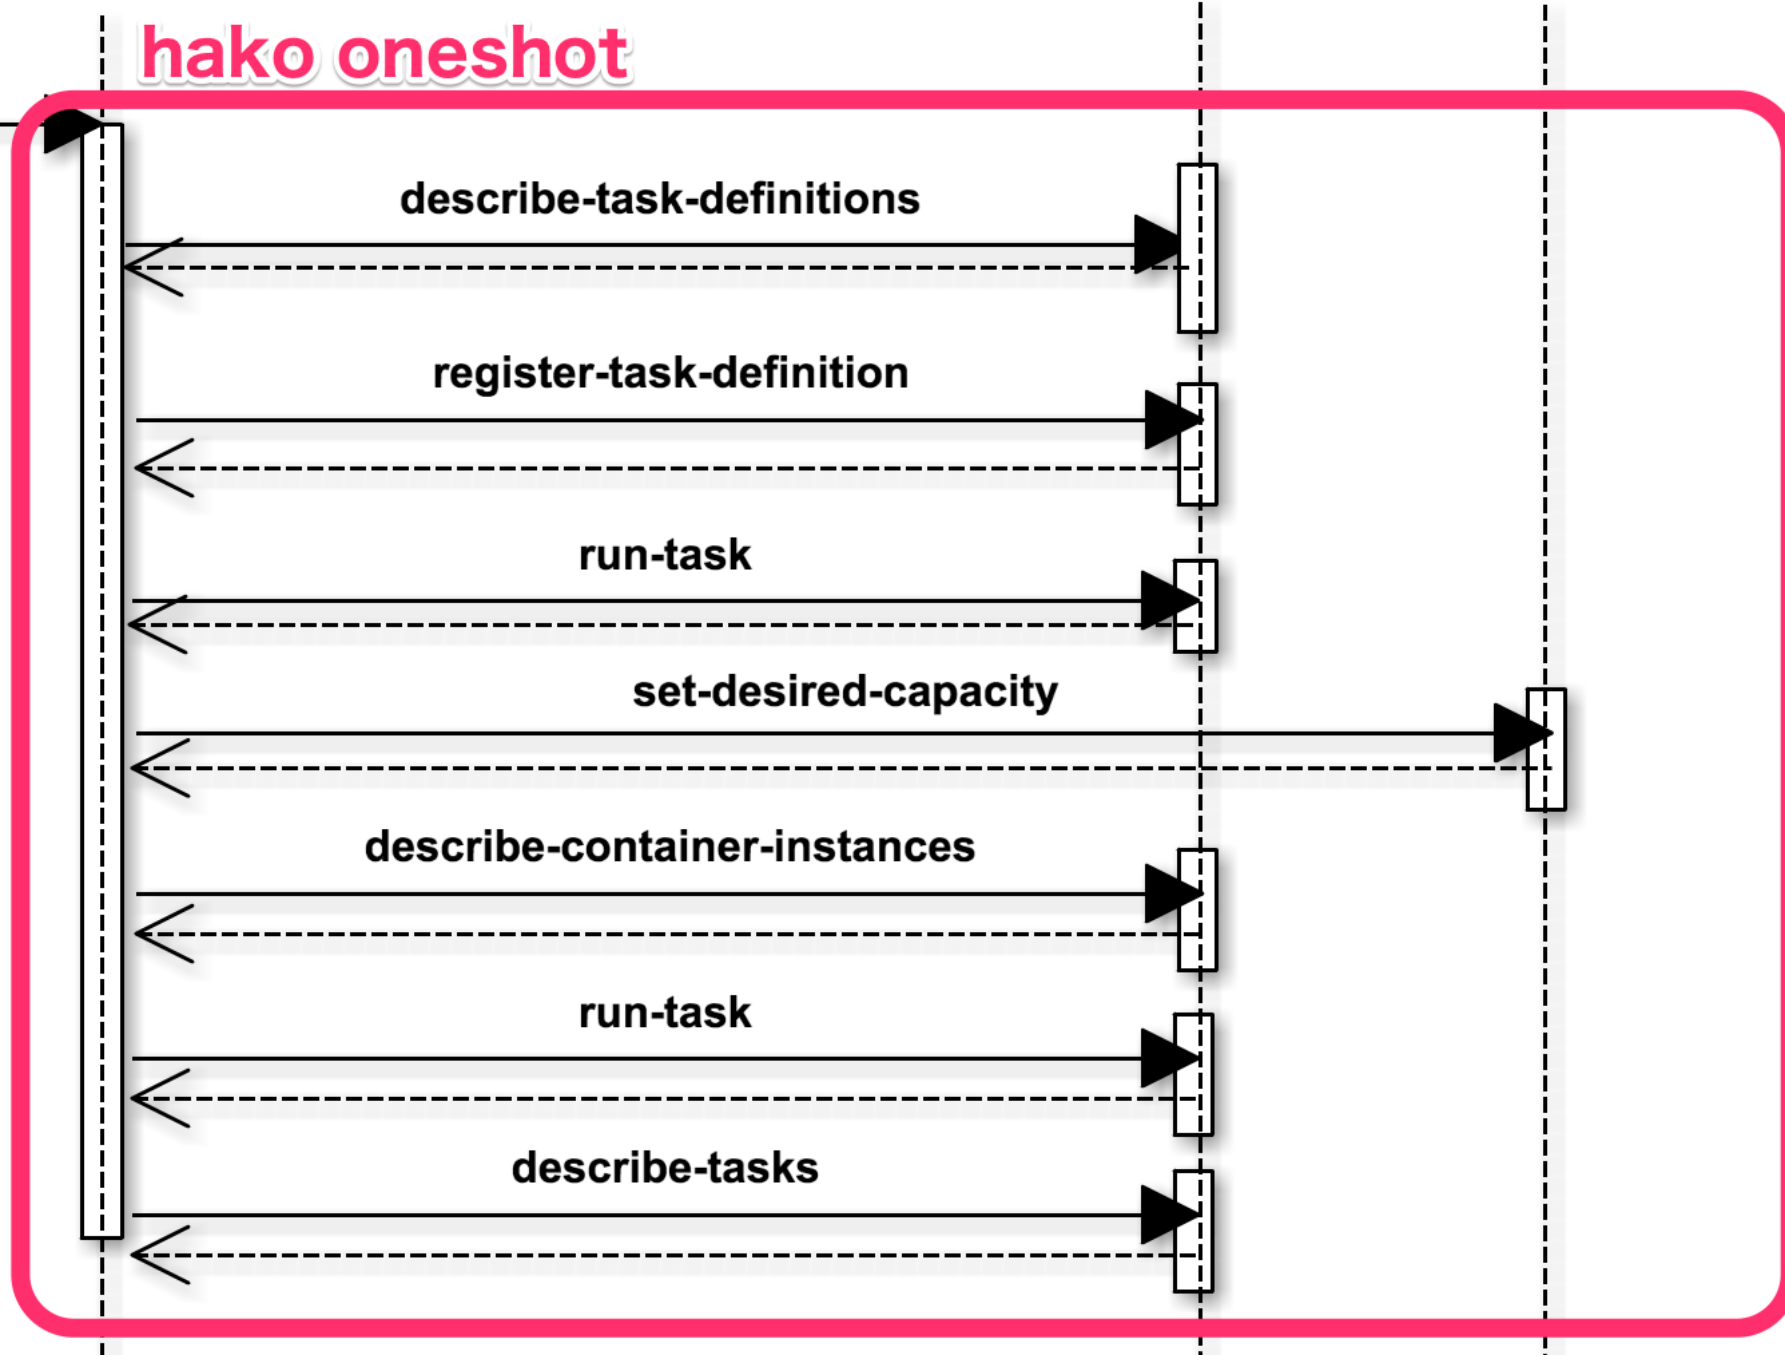 hako oneshot
describe-task-definitions
register-task-definition
run-task
set-desired-capacity
describe-container-instances
run-task
describe-tasks